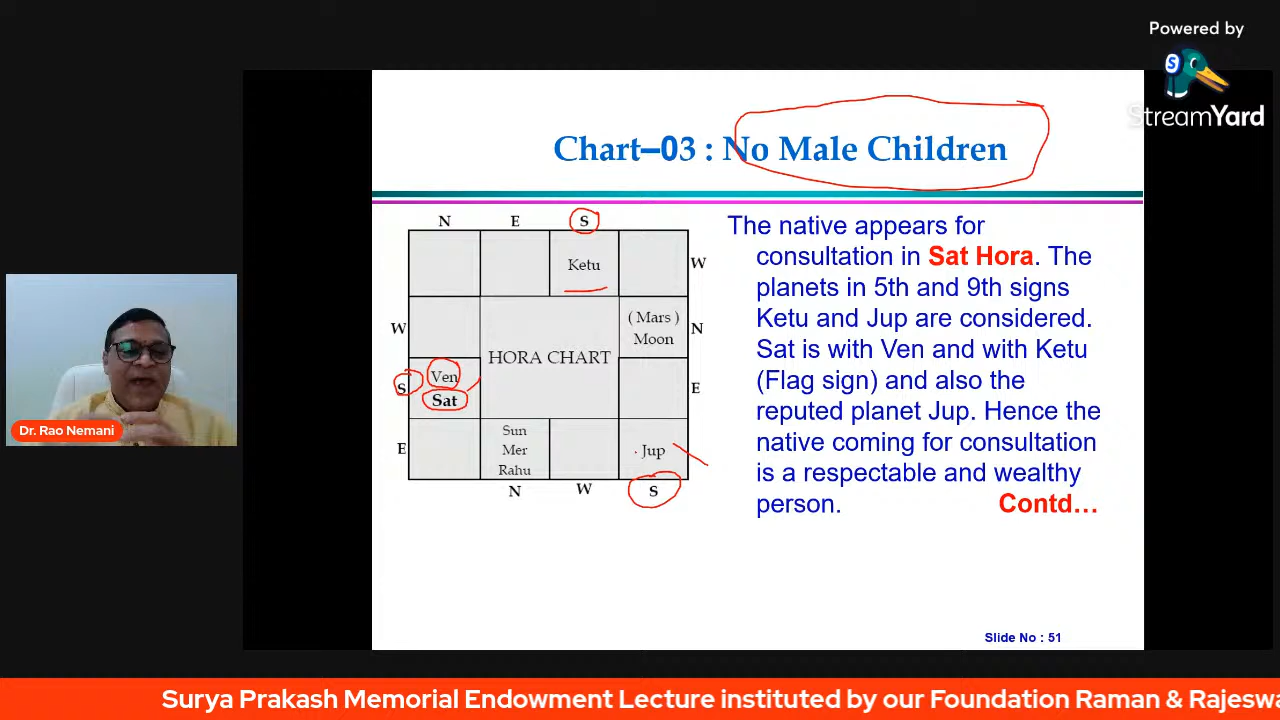 Powered by
S
StreamYard
Chart–03 : No Male Children
N E S
Ketu
W
W
( Mars )
Moon
N
HORA CHART
S
Ven
Sat
E
E
Sun
Mer
Rahu
Jup
N W S
The native appears for
consultation in Sat Hora. The
planets in 5th and 9th signs
Ketu and Jup are considered.
Sat is with Ven and with Ketu
(Flag sign) and also the
reputed planet Jup. Hence the
native coming for consultation
is a respectable and wealthy
person. Contd...
Slide No : 51
Dr. Rao Nemani
Surya Prakash Memorial Endowment Lecture instituted by our Foundation Raman & Rajeswa